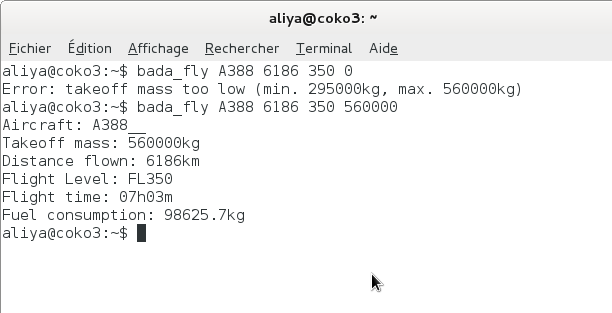 aliya@coko3: ~
Fichier Édition Affichage Rechercher Terminal Aide
aliya@coko3:~$ bada_fly A388 6186 350 0
Error: takeoff mass too low (min. 295000kg, max. 560000kg)
aliya@coko3:~$ bada_fly A388 6186 350 560000
Aircraft: A388__
Takeoff mass: 560000kg
Distance flown: 6186km
Flight Level: FL350
Flight time: 07h03m
Fuel consumption: 98625.7kg
aliya@coko3:~$